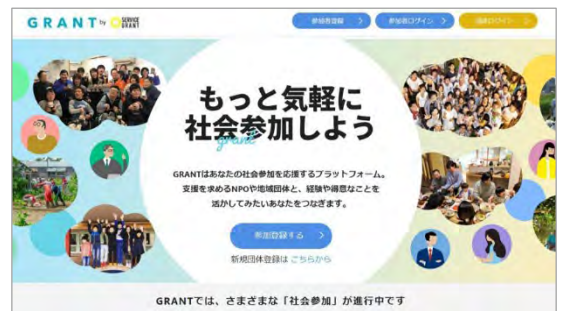 GRANT by SERVICE GRANT
参加者登録
参加者ログイン
団体ログイン
もっと気軽に
社会参加しよう
grant
GRANTはあなたの社会参加を応援するプラットフォーム。
支援を求めるNPOや地域団体と、経験や得意なことを
活かしてみたいあなたをつなぎます。
参加登録する
新規団体登録は こちらから
GRANTでは、さまざまな「社会参加」が進行中です